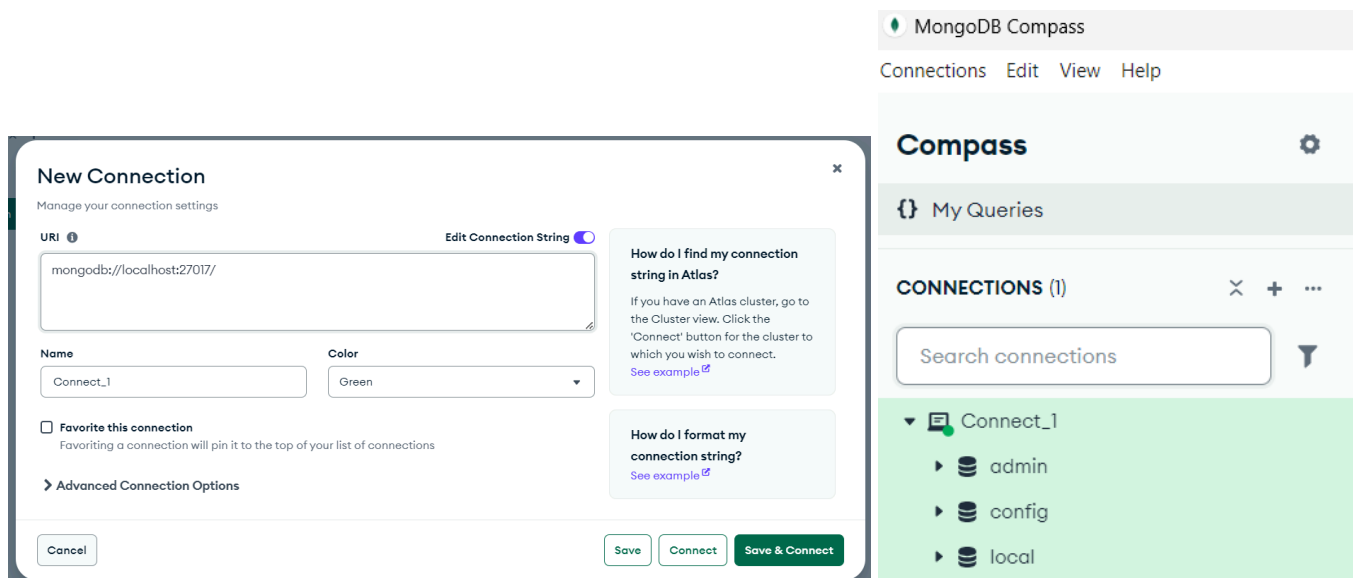 New Connection
Manage your connection settings
URI
Edit Connection String
mongodb://localhost:27017/
Name
Color
Connect_1
Green
Favorite this connection
Favoriting a connection will pin it to the top of your list of connections
Advanced Connection Options
How do I find my connection
string in Atlas?
If you have an Atlas cluster, go to
the Cluster view. Click the
'Connect' button for the cluster to
which you wish to connect.
See example
How do I format my
connection string?
See example
Cancel
Save
Connect
Save & Connect
MongoDB Compass
Connections Edit View Help
Compass
{} My Queries
CONNECTIONS (1)
Search connections
Connect_1
admin
config
local